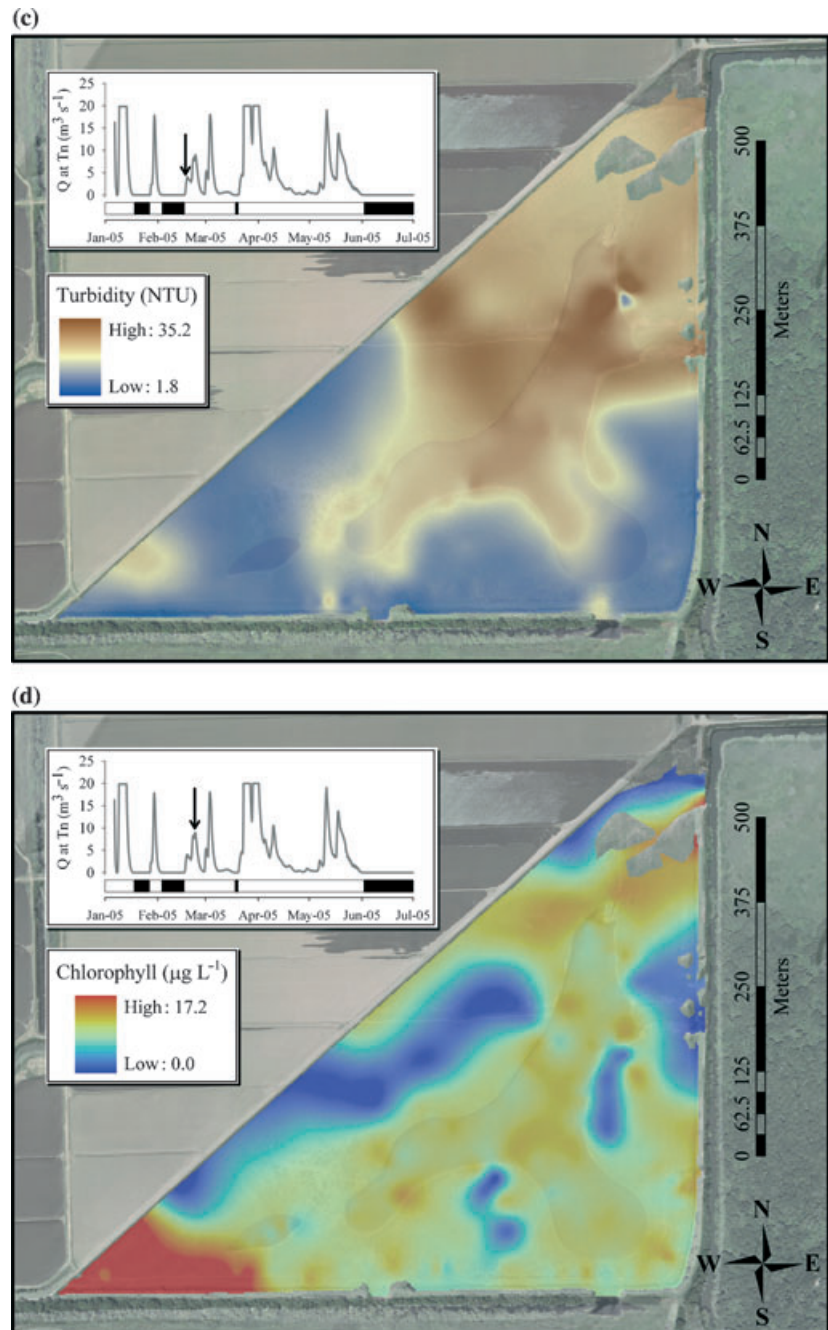 (c)
Q at Tn (m³ s⁻¹)
25
20
15
10
5
0
Jan-05 Feb-05 Mar-05 Apr-05 May-05 Jun-05 Jul-05
Turbidity (NTU)
High: 35.2
Low: 1.8
500
375
250
125
62.5
0
Meters
N
W E
S
(d)
Q at Tn (m³ s⁻¹)
25
20
15
10
5
0
Jan-05 Feb-05 Mar-05 Apr-05 May-05 Jun-05 Jul-05
Chlorophyll (µg L⁻¹)
High: 17.2
Low: 0.0
500
375
250
125
62.5
0
Meters
N
W E
S